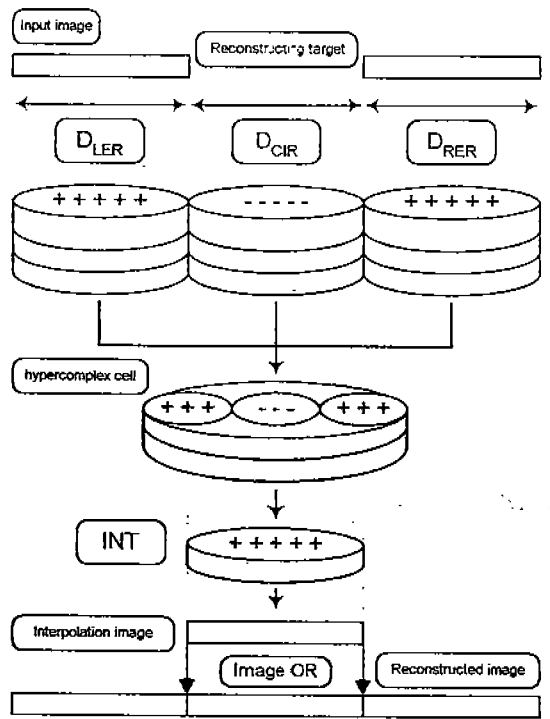 Input image
Reconstructing target
D_LER
D_CIR
D_RER
+ + + + +
- - - - -
+ + + + +
hypercomplex cell
+ + +
- - -
+ + +
INT
+ + + + +
Interpolation image
Image OR
Reconstructed image